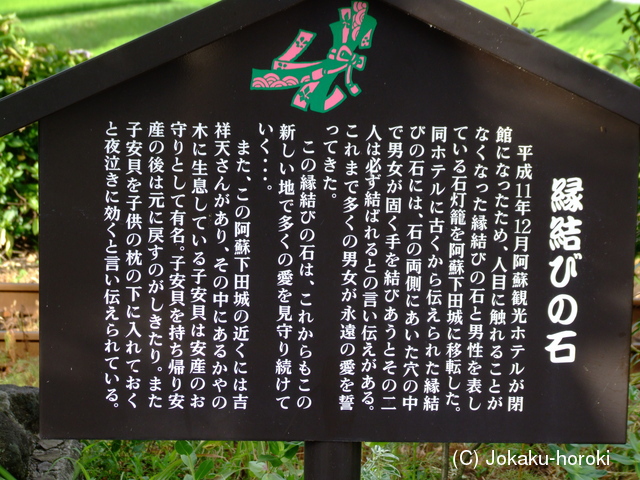 縁結びの石
平成11年12月阿蘇観光ホテルが閉
館になったため、人目に触れることが
なくなった縁結びの石と男性を表し
ている石灯籠を阿蘇下田城に移転した。
同ホテルに古くから伝えられた縁結
びの石には、石の両側にあいた穴の中
で男女が固く手を結びあうとその二
人は必ず結ばれるとの言い伝えがある。
これまで多くの男女が永遠の愛を誓
ってきた。
この縁結びの石は、これからもこの
新しい地で多くの愛を見守り続けて
いく・・・。
また、この阿蘇下田城の近くには吉
祥天さんがあり、その中にあるかやの
木に生息している子安貝は安産のお
守りとして有名。子安貝を持ち帰り安
産の後は元に戻すのがしきたり。また
子安貝を子供の枕の下に入れておく
と夜泣きに効くと言い伝えられている。
(C) Jokaku-horoki